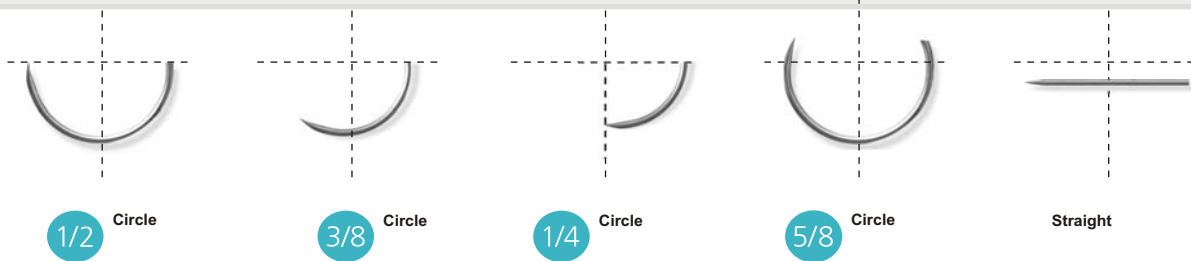 1/2 Circle
3/8 Circle
1/4 Circle
5/8 Circle
Straight